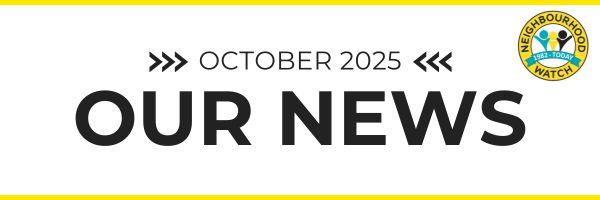 >>> OCTOBER 2025 <<<
OUR NEWS
NEIGHBOURHOOD
1982 - TODAY
WATCH